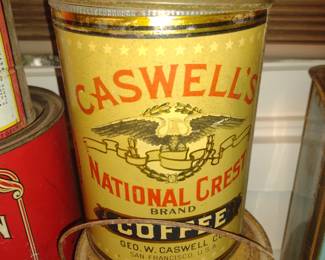 CASWELL'S
NATIONAL CREST
BRAND
COFFEE
GEO. W. CASWELL CO.
SAN FRANCISCO, U.S.A.
N